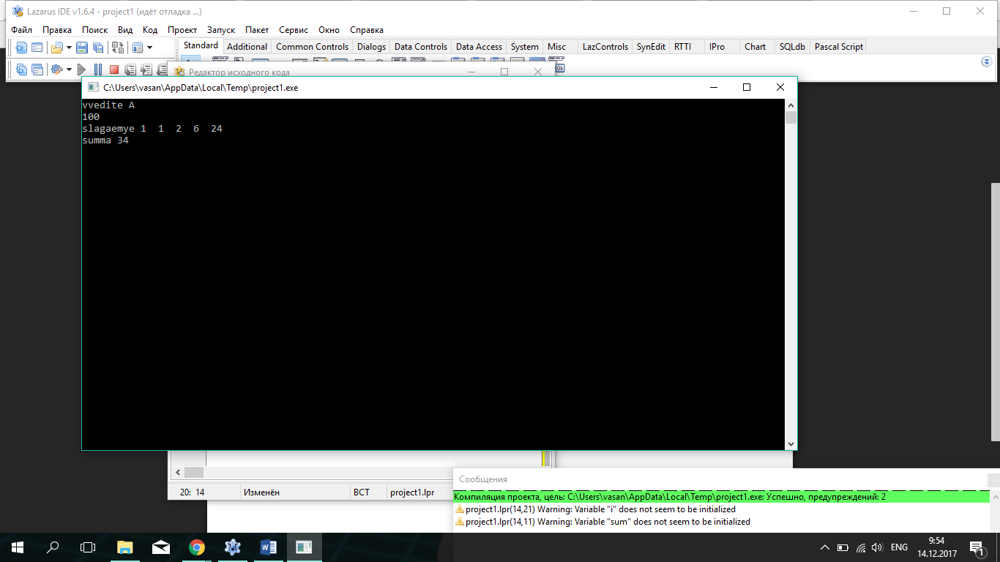 Lazarus IDE v1.6.4 - project1 (идёт отладка ...)
Файл Правка Поиск Вид Код Проект Запуск Пакет Сервис Окно Справка
Standard Additional Common Controls Dialogs Data Controls Data Access System Misc LazControls SynEdit RTTI IPro Chart SQLdb Pascal Script
Ok
Редактор исходного кода
C:\Users\vasan\AppData\Local\Temp\project1.exe
vvedite A
100
slagaemye 1 1 2 6 24
summa 34
20: 14 Изменён ВСТ project1.lpr
Сообщения
Компиляция проекта, цель: C:\Users\vasan\AppData\Local\Temp\project1.exe: Успешно, предупреждений: 2
project1.lpr(14,21) Warning: Variable "i" does not seem to be initialized
project1.lpr(14,11) Warning: Variable "sum" does not seem to be initialized
ENG
9:54
14.12.2017
1